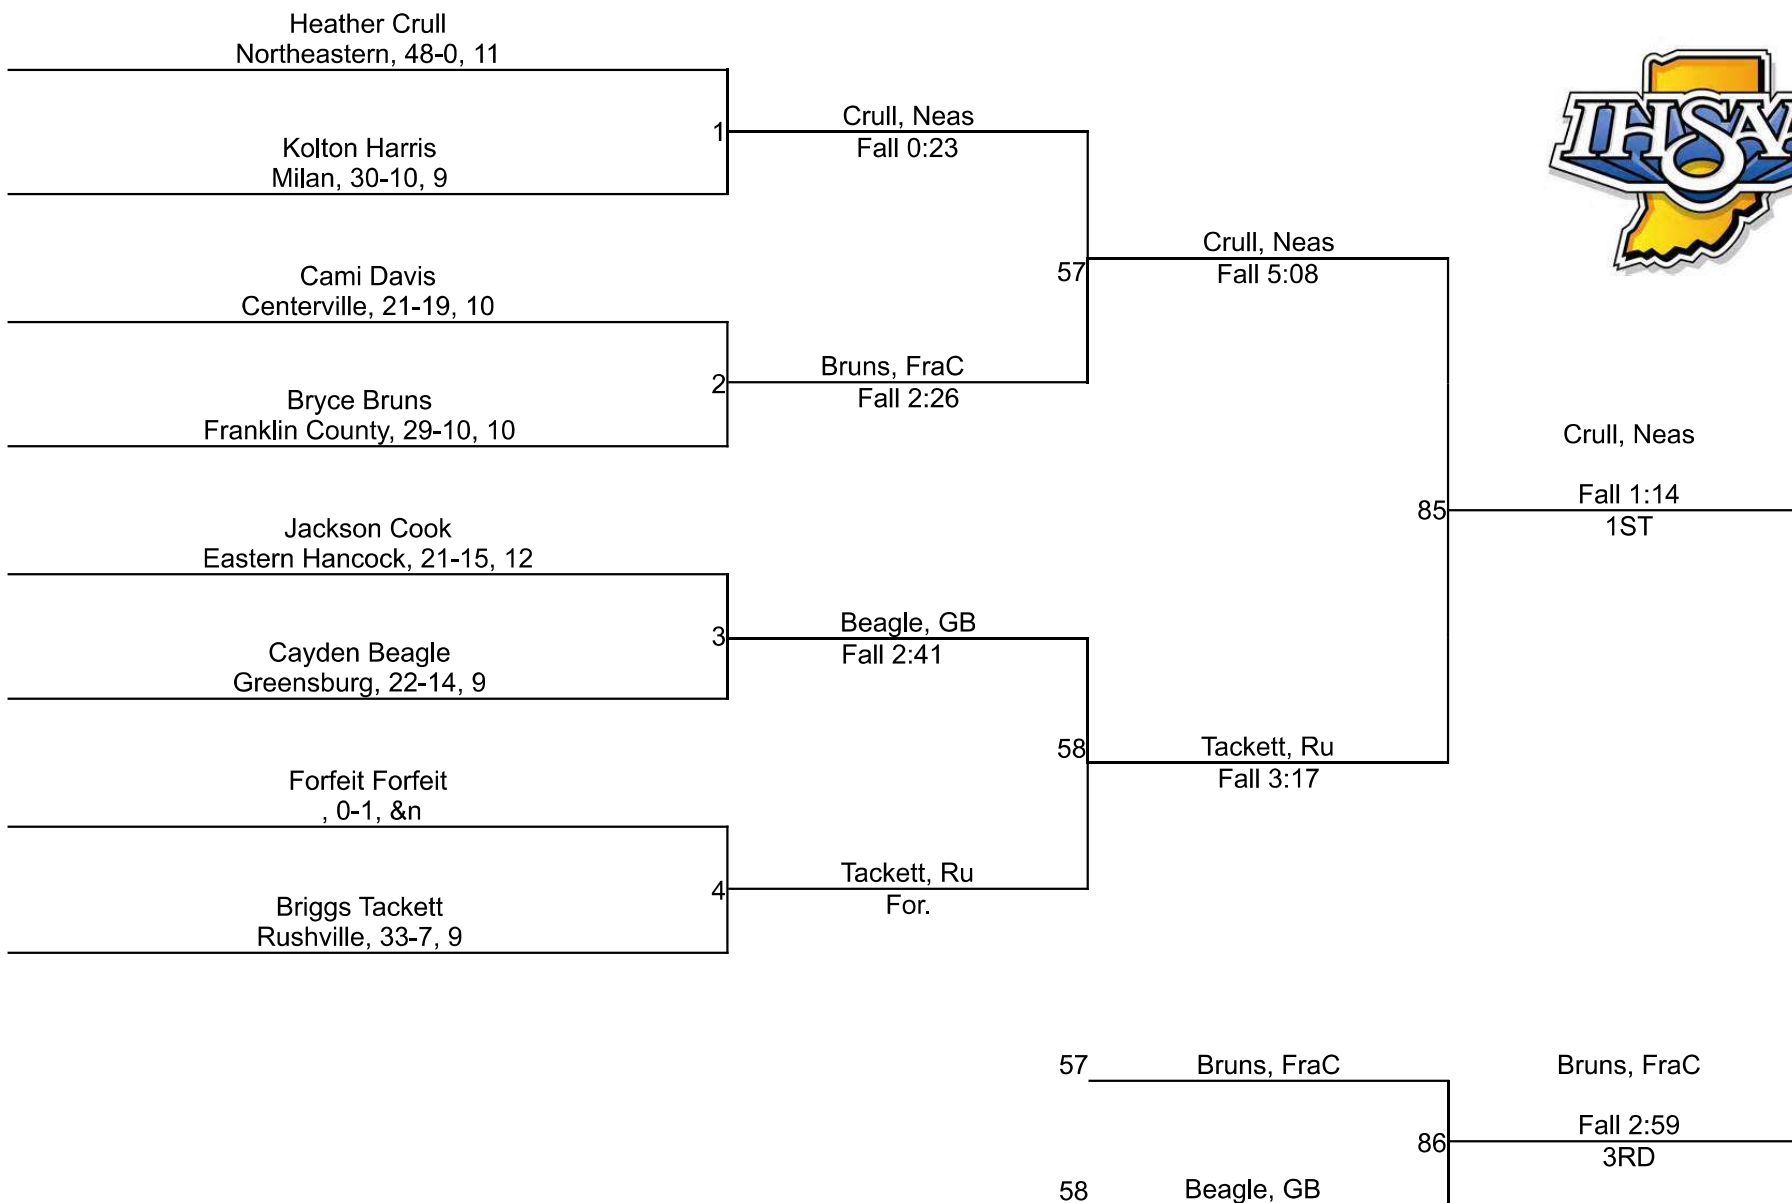 Heather Crull
Northeastern, 48-0, 11
Kolton Harris
Milan, 30-10, 9
Cami Davis
Centerville, 21-19, 10
Bryce Bruns
Franklin County, 29-10, 10
Jackson Cook
Eastern Hancock, 21-15, 12
Cayden Beagle
Greensburg, 22-14, 9
Forfeit Forfeit
, 0-1, &n
Briggs Tackett
Rushville, 33-7, 9
1
Crull, Neas
Fall 0:23
2
Bruns, FraC
Fall 2:26
3
Beagle, GB
Fall 2:41
4
Tackett, Ru
For.
57
Crull, Neas
Fall 5:08
58
Tackett, Ru
Fall 3:17
85
Crull, Neas
Fall 1:14
1ST
IHSAA
57
Bruns, FraC
58
Beagle, GB
86
Bruns, FraC
Fall 2:59
3RD